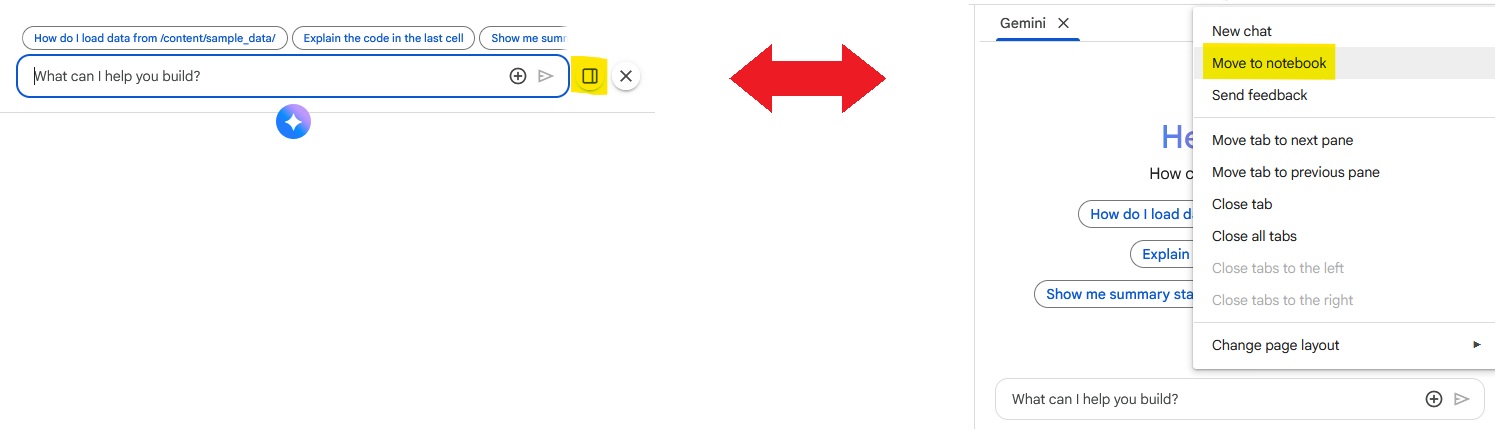 How do I load data from /content/sample_data/
Explain the code in the last cell
Show me
What can I help you build?
Gemini
New chat
Move to notebook
Send feedback
Move tab to next pane
Move tab to previous pane
Close tab
Close all tabs
Close tabs to the left
Close tabs to the right
Change page layout
He
How
How do I load
Explain
Show me summary
What can I help you build?